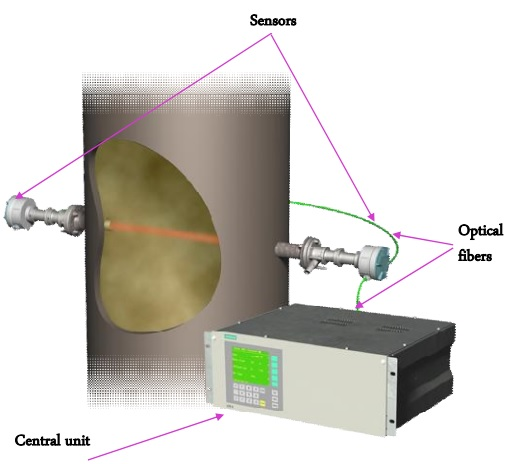 Sensors
Optical
fibers
Central unit